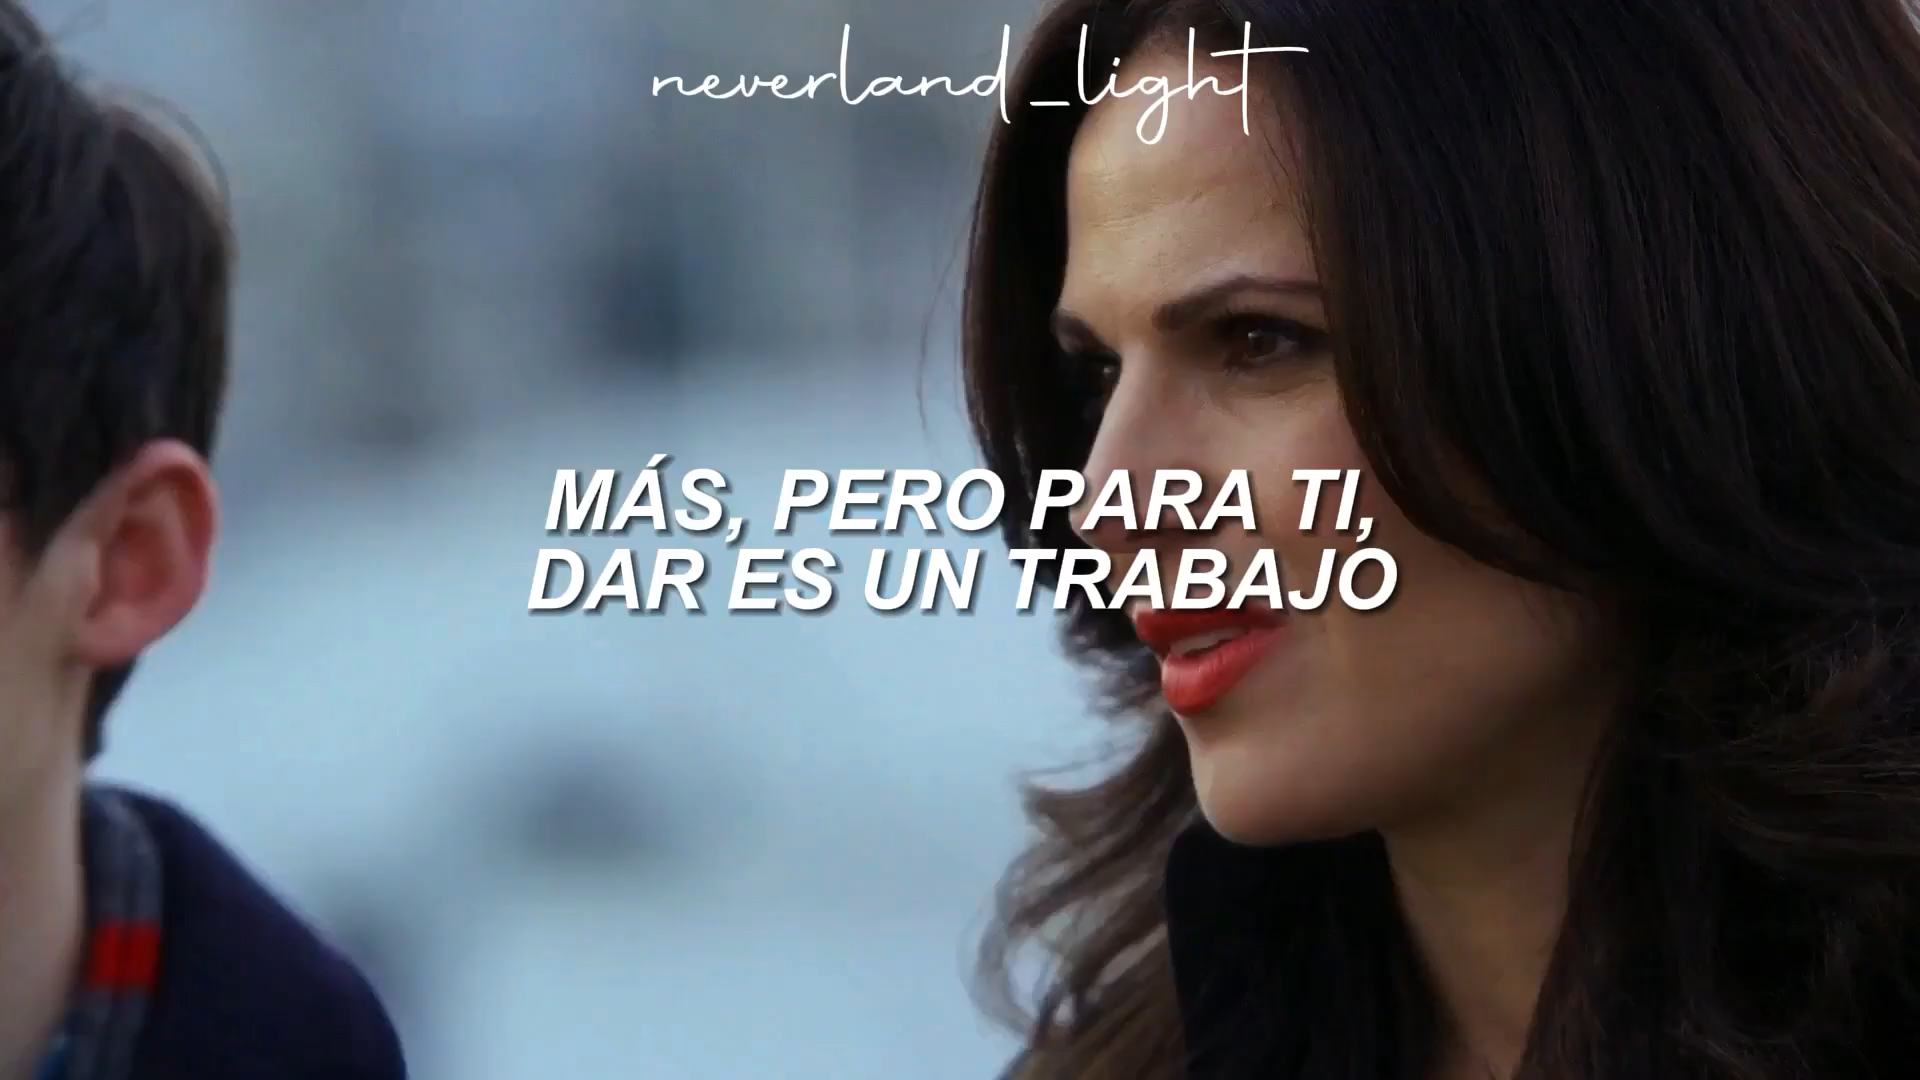 neverland_light
MÁS, PERO PARA TI,
DAR ES UN TRABAJO